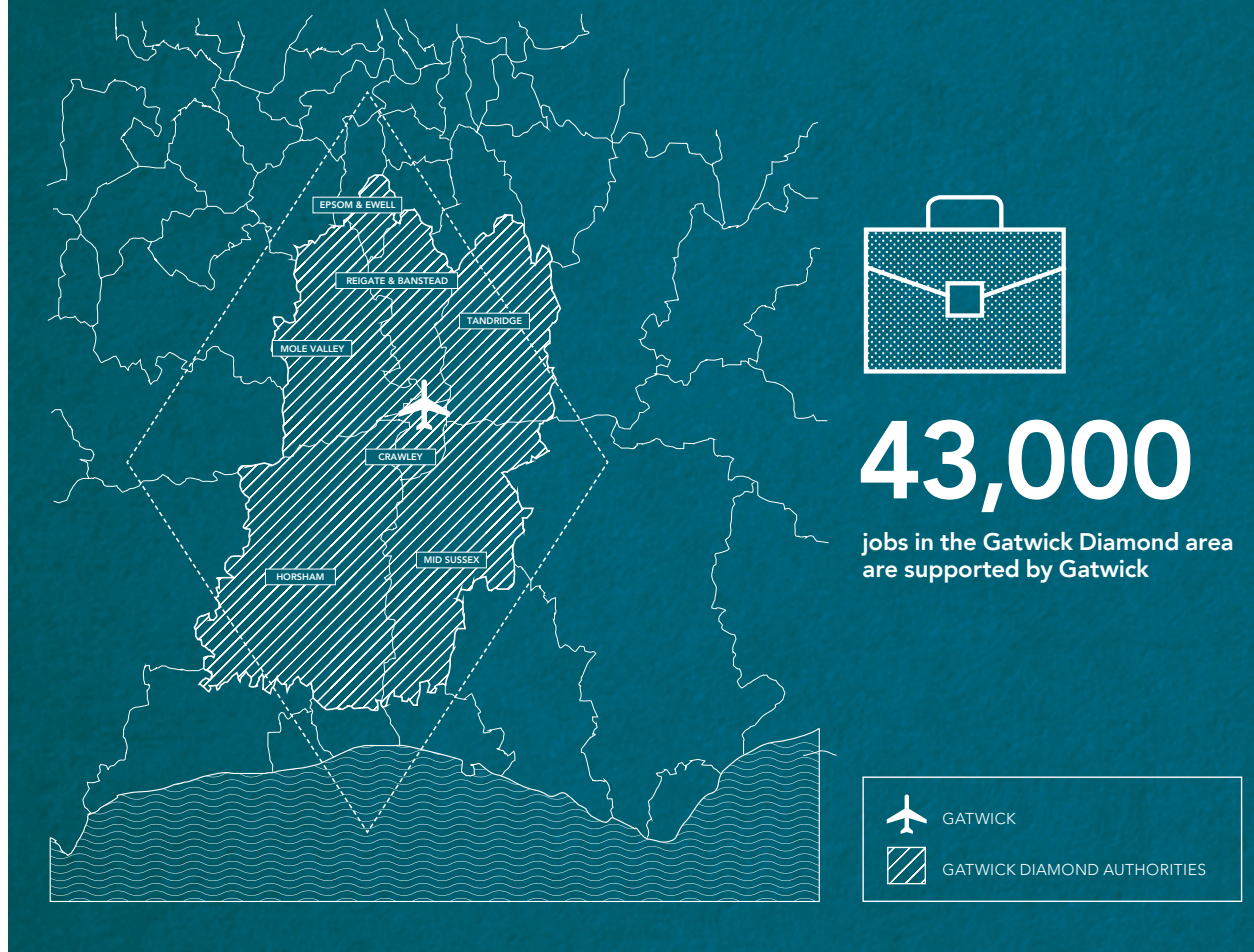 EPSOM & EWELL
REIGATE & BANSTEAD
TANDRIDGE
MOLE VALLEY
CRAWLEY
MID SUSSEX
HORSHAM
43,000
jobs in the Gatwick Diamond area
are supported by Gatwick
GATWICK
GATWICK DIAMOND AUTHORITIES